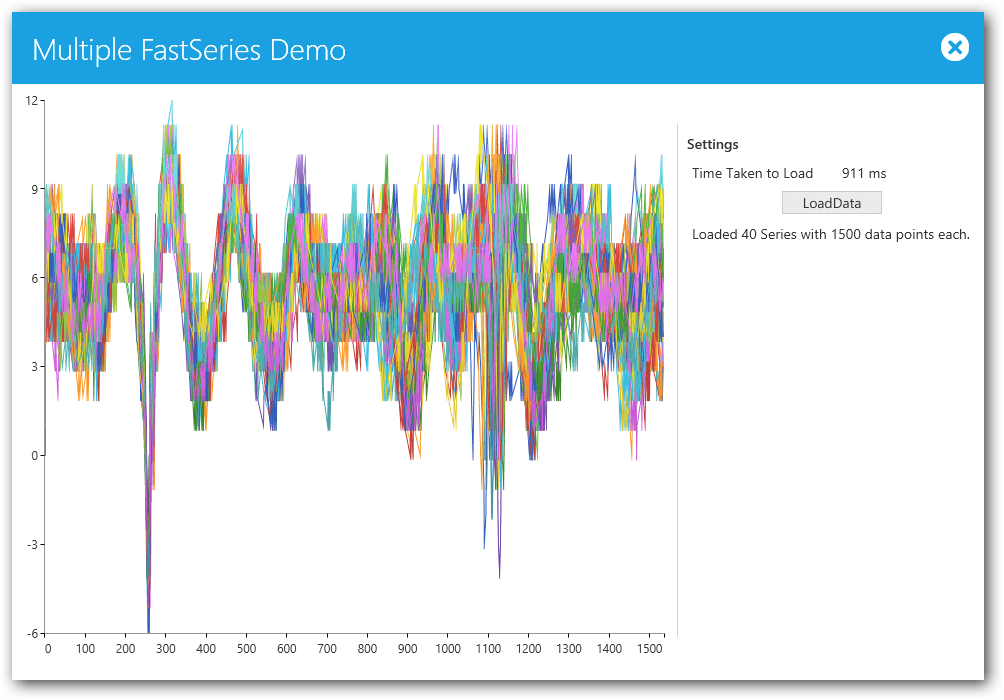 Multiple FastSeries Demo
12
9
6
3
0
-3
-6
0 100 200 300 400 500 600 700 800 900 1000 1100 1200 1300 1400 1500
Settings
Time Taken to Load 911 ms
LoadData
Loaded 40 Series with 1500 data points each.